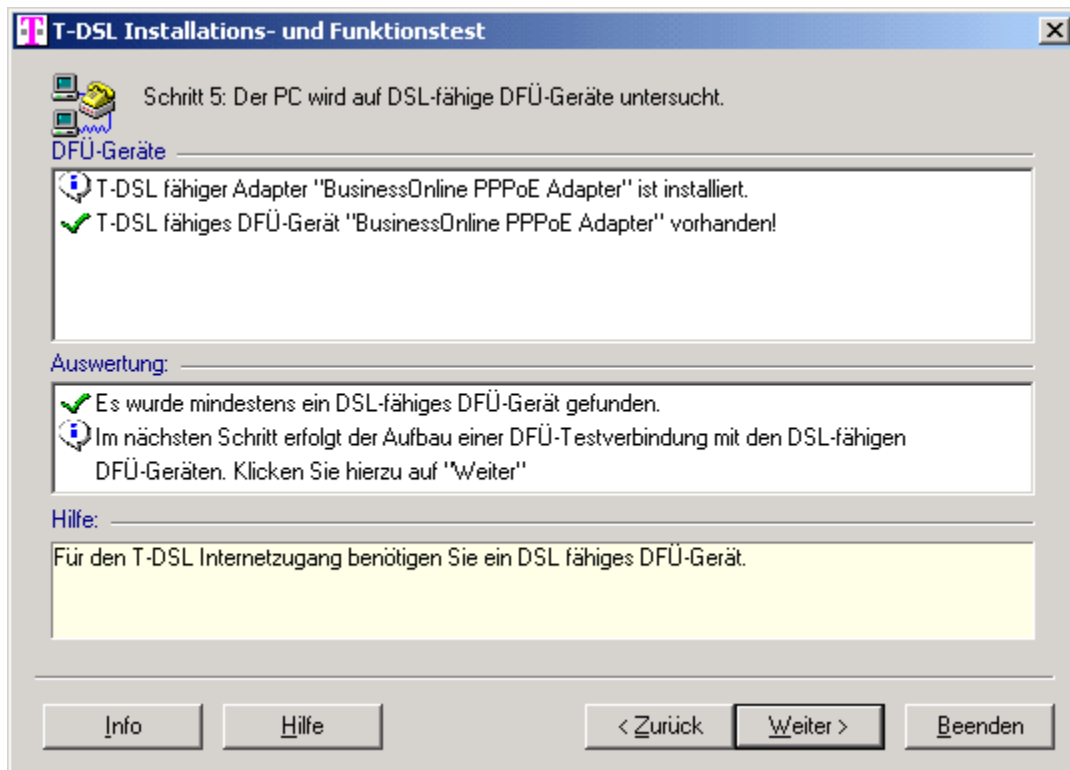 T-DSL Installations- und Funktionstest
Schritt 5: Der PC wird auf DSL-fähige DFÜ-Geräte untersucht.
DFÜ-Geräte
T-DSL fähiger Adapter "BusinessOnline PPPoE Adapter" ist installiert.
T-DSL fähiges DFÜ-Gerät "BusinessOnline PPPoE Adapter" vorhanden!
Auswertung:
Es wurde mindestens ein DSL-fähiges DFÜ-Gerät gefunden.
Im nächsten Schritt erfolgt der Aufbau einer DFÜ-Testverbindung mit den DSL-fähigen
DFÜ-Geräten. Klicken Sie hierzu auf "Weiter"
Hilfe:
Für den T-DSL Internetzugang benötigen Sie ein DSL fähiges DFÜ-Gerät.
Info Hilfe < Zurück Weiter > Beenden